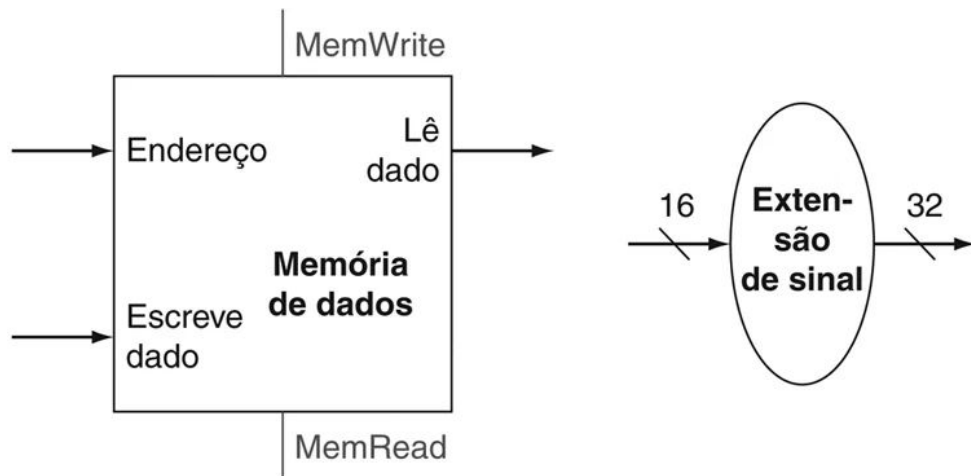 MemWrite
Endereço
Lê
dado
Memória
de dados
Escreve
dado
MemRead
16
Exten-
são
de sinal
32